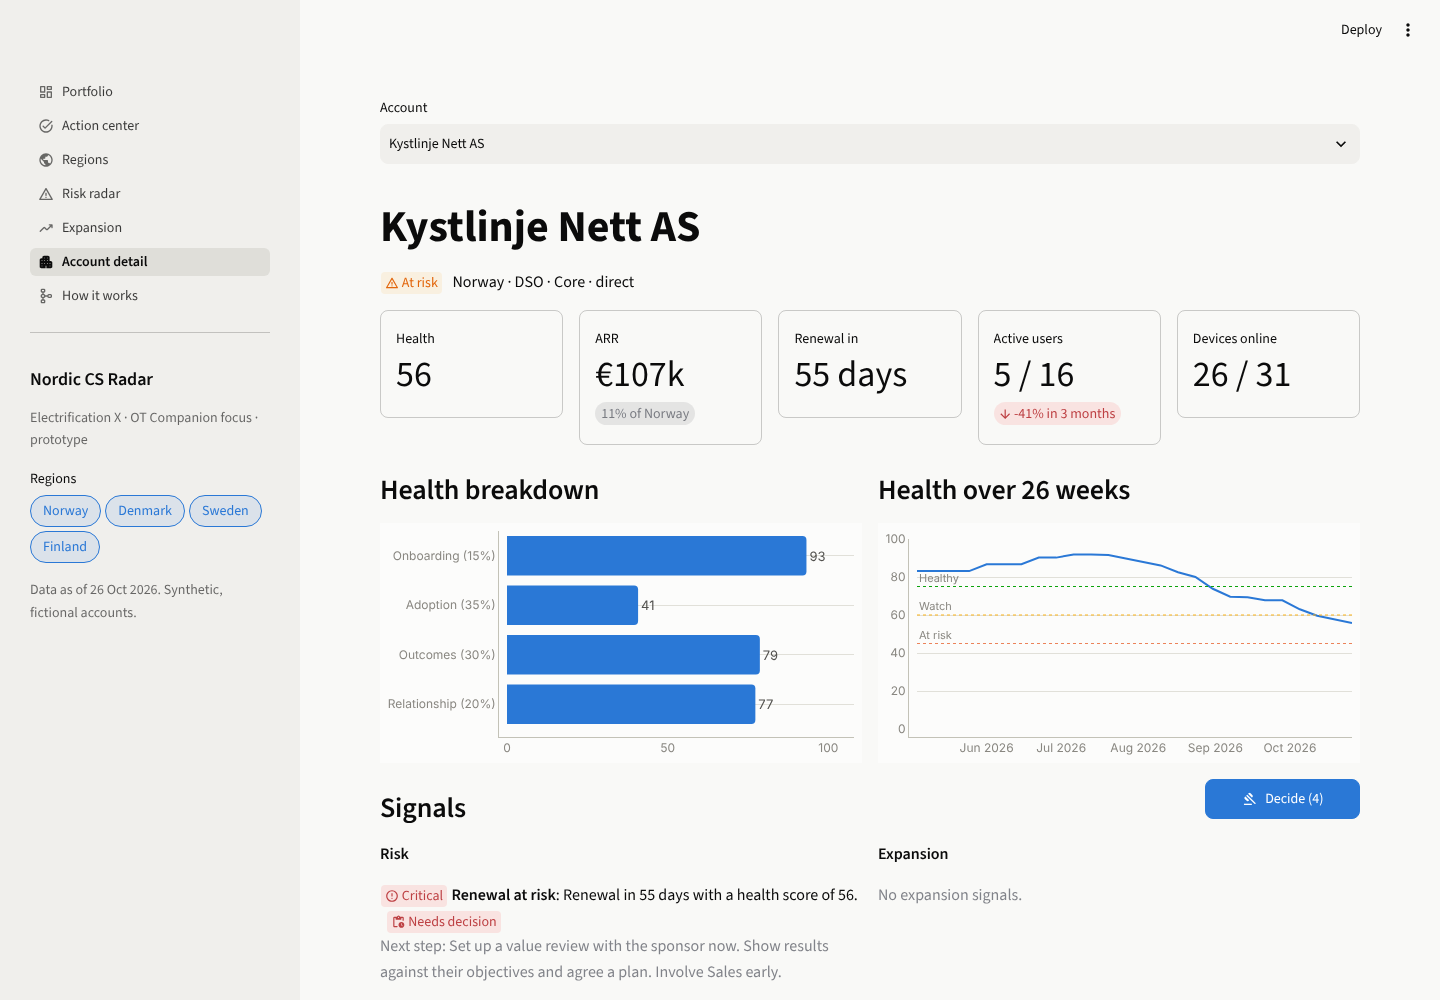 Deploy
Portfolio
Action center
Regions
Risk radar
Expansion
Account detail
How it works
Nordic CS Radar
Electrification X · OT Companion focus ·
prototype
Regions
Norway
Denmark
Sweden
Finland
Data as of 26 Oct 2026. Synthetic,
fictional accounts.
Account
Kystlinje Nett AS
Kystlinje Nett AS
At risk Norway · DSO · Core · direct
Health
56
ARR
€107k
11% of Norway
Renewal in
55 days
Active users
5 / 16
-41% in 3 months
Devices online
26 / 31
Health breakdown
Onboarding (15%) 93
Adoption (35%) 41
Outcomes (30%) 79
Relationship (20%) 77
0 50 100
Health over 26 weeks
100
80
Healthy
Watch
60
At risk
40
20
0
Jun 2026 Jul 2026 Aug 2026 Sep 2026 Oct 2026
Signals
Decide (4)
Risk
Critical Renewal at risk: Renewal in 55 days with a health score of 56.
Needs decision
Next step: Set up a value review with the sponsor now. Show results
against their objectives and agree a plan. Involve Sales early.
Expansion
No expansion signals.